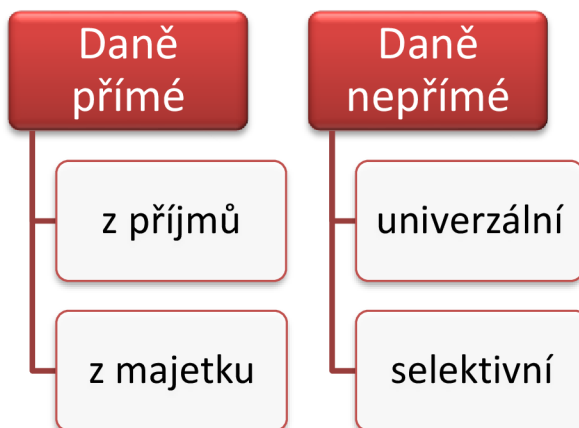 Daně
přímé
z příjmů
z majetku
Daně
nepřímé
univerzální
selektivní